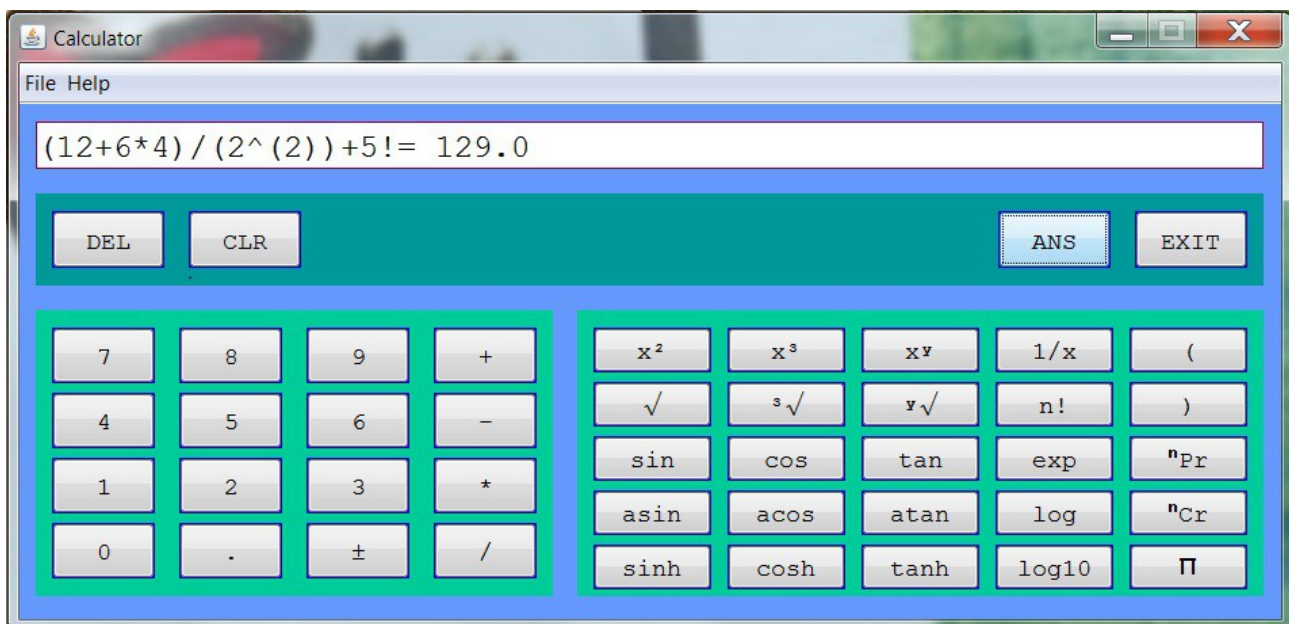 Calculator
File Help
(12+6*4)/(2^(2))+5!= 129.0
DEL CLR ANS EXIT
7 8 9 + x² x³ xʸ 1/x (
4 5 6 - √ ³√ ʸ√ n! )
1 2 3 * sin cos tan exp ⁿPr
0 . ± / asin acos atan log ⁿCr
sinh cosh tanh log10 π